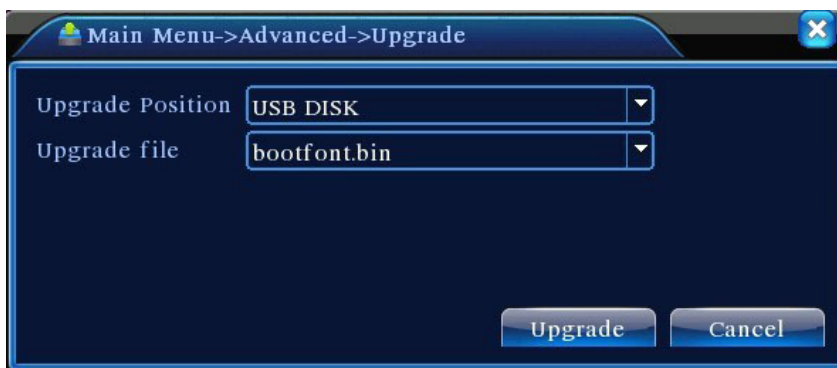 Main Menu->Advanced->Upgrade
Upgrade Position USB DISK
Upgrade file bootfont.bin
Upgrade Cancel